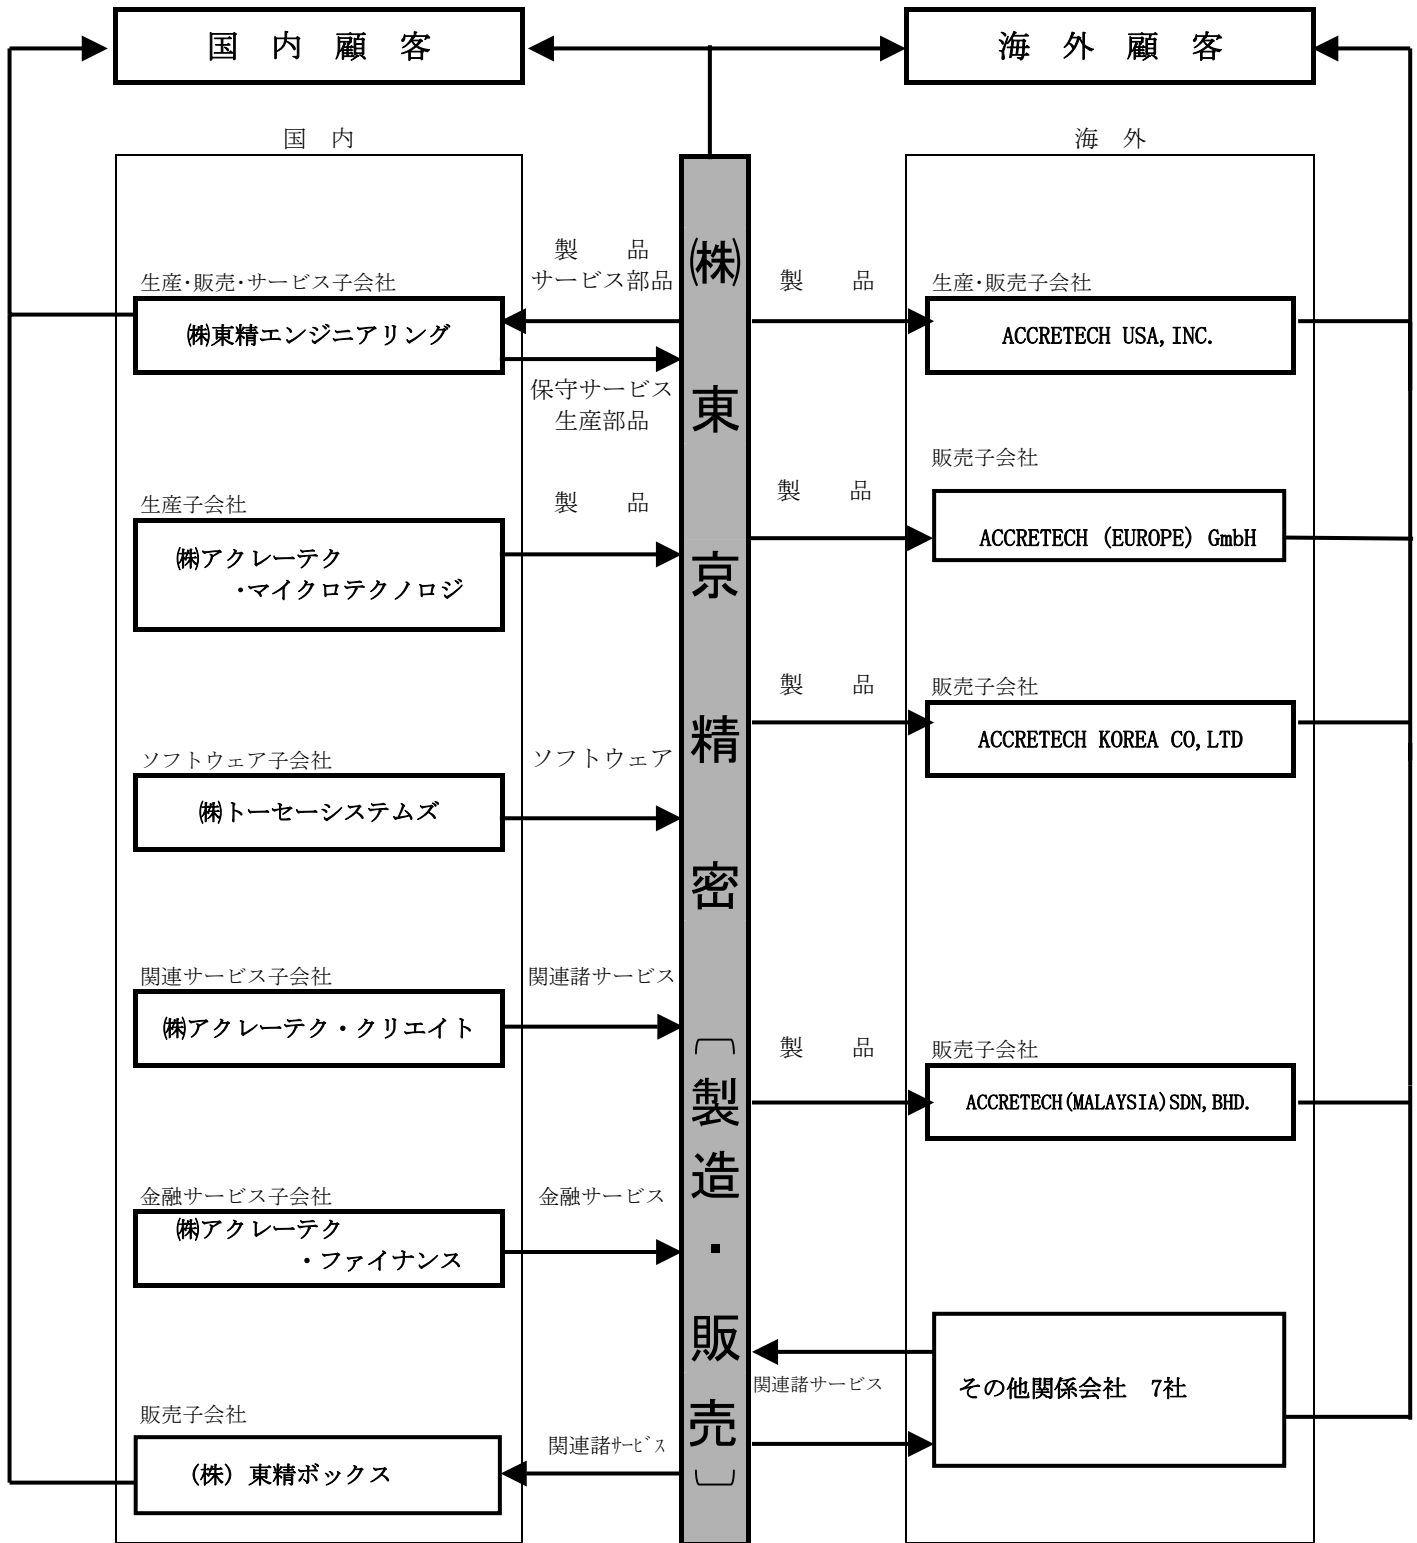 国 内 顧 客
海 外 顧 客
国 内
海 外
生産･販売･サービス子会社
㈱東精エンジニアリング
製 品
サービス部品
保守サービス
生産部品
生産子会社
㈱アクレーテク
・マイクロテクノロジ
製 品
ソフトウェア子会社
㈱トーセーシステムズ
ソフトウェア
関連サービス子会社
㈱アクレーテク・クリエイト
関連諸サービス
金融サービス子会社
㈱アクレーテク
・ファイナンス
金融サービス
販売子会社
（株）東精ボックス
関連諸ｻｰﾋﾞｽ
㈱東京精密〔製造・販売〕
製 品
生産･販売子会社
ACCRETECH USA,INC.
製 品
販売子会社
ACCRETECH (EUROPE) GmbH
製 品
販売子会社
ACCRETECH KOREA CO,LTD
製 品
販売子会社
ACCRETECH(MALAYSIA)SDN,BHD.
関連諸サービス
その他関係会社 7社